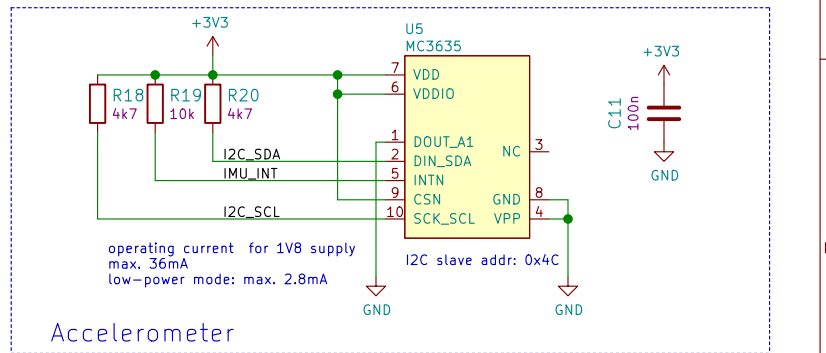 +3V3
U5
MC3635
+3V3
7 VDD
R18 R19 R20
6 VDDIO
4k7 10k 4k7
C11
100n
1 DOUT_A1
I2C_SDA 2 DIN_SDA
NC 3
IMU_INT 5 INTN
GND
9 CSN GND 8
I2C_SCL 10 SCK_SCL VPP 4
operating current for 1V8 supply
max. 36mA
low-power mode: max. 2.8mA
I2C slave addr: 0x4C
GND GND
Accelerometer